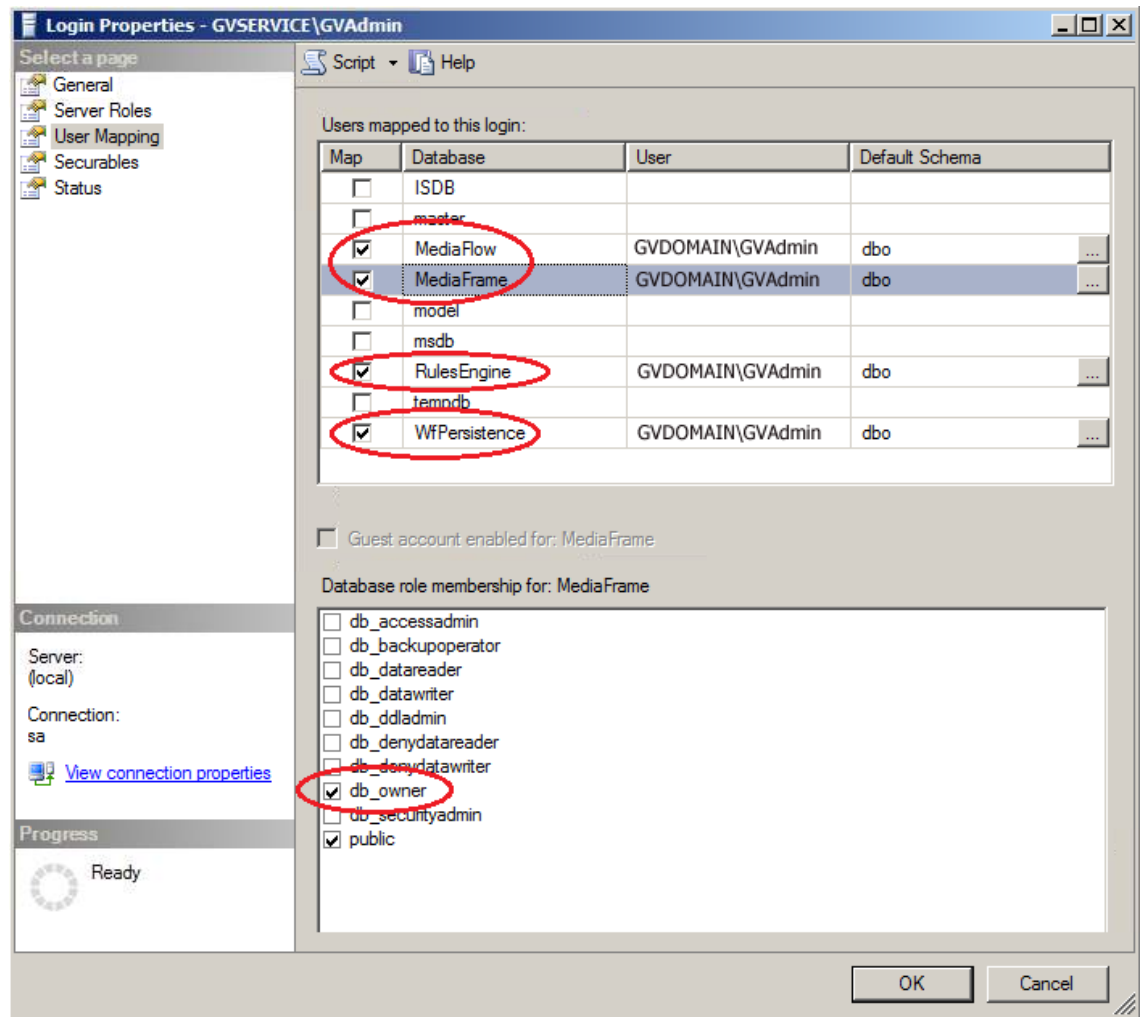 Login Properties - GVSERVICE\GVAdmin
Select a page
General
Server Roles
User Mapping
Securables
Status
Script Help
Users mapped to this login:
Map Database User Default Schema
ISDB
master
MediaFlow GVDOMAIN\GVAdmin dbo ...
MediaFrame GVDOMAIN\GVAdmin dbo ...
model
msdb
RulesEngine GVDOMAIN\GVAdmin dbo ...
tempdb
WfPersistence GVDOMAIN\GVAdmin dbo ...
Guest account enabled for: MediaFrame
Database role membership for: MediaFrame
db_accessadmin
db_backupoperator
db_datareader
db_datawriter
db_ddladmin
db_denydatareader
db_denydatawriter
db_owner
db_securityadmin
public
Connection
Server:
(local)
Connection:
sa
View connection properties
Progress
Ready
OK Cancel